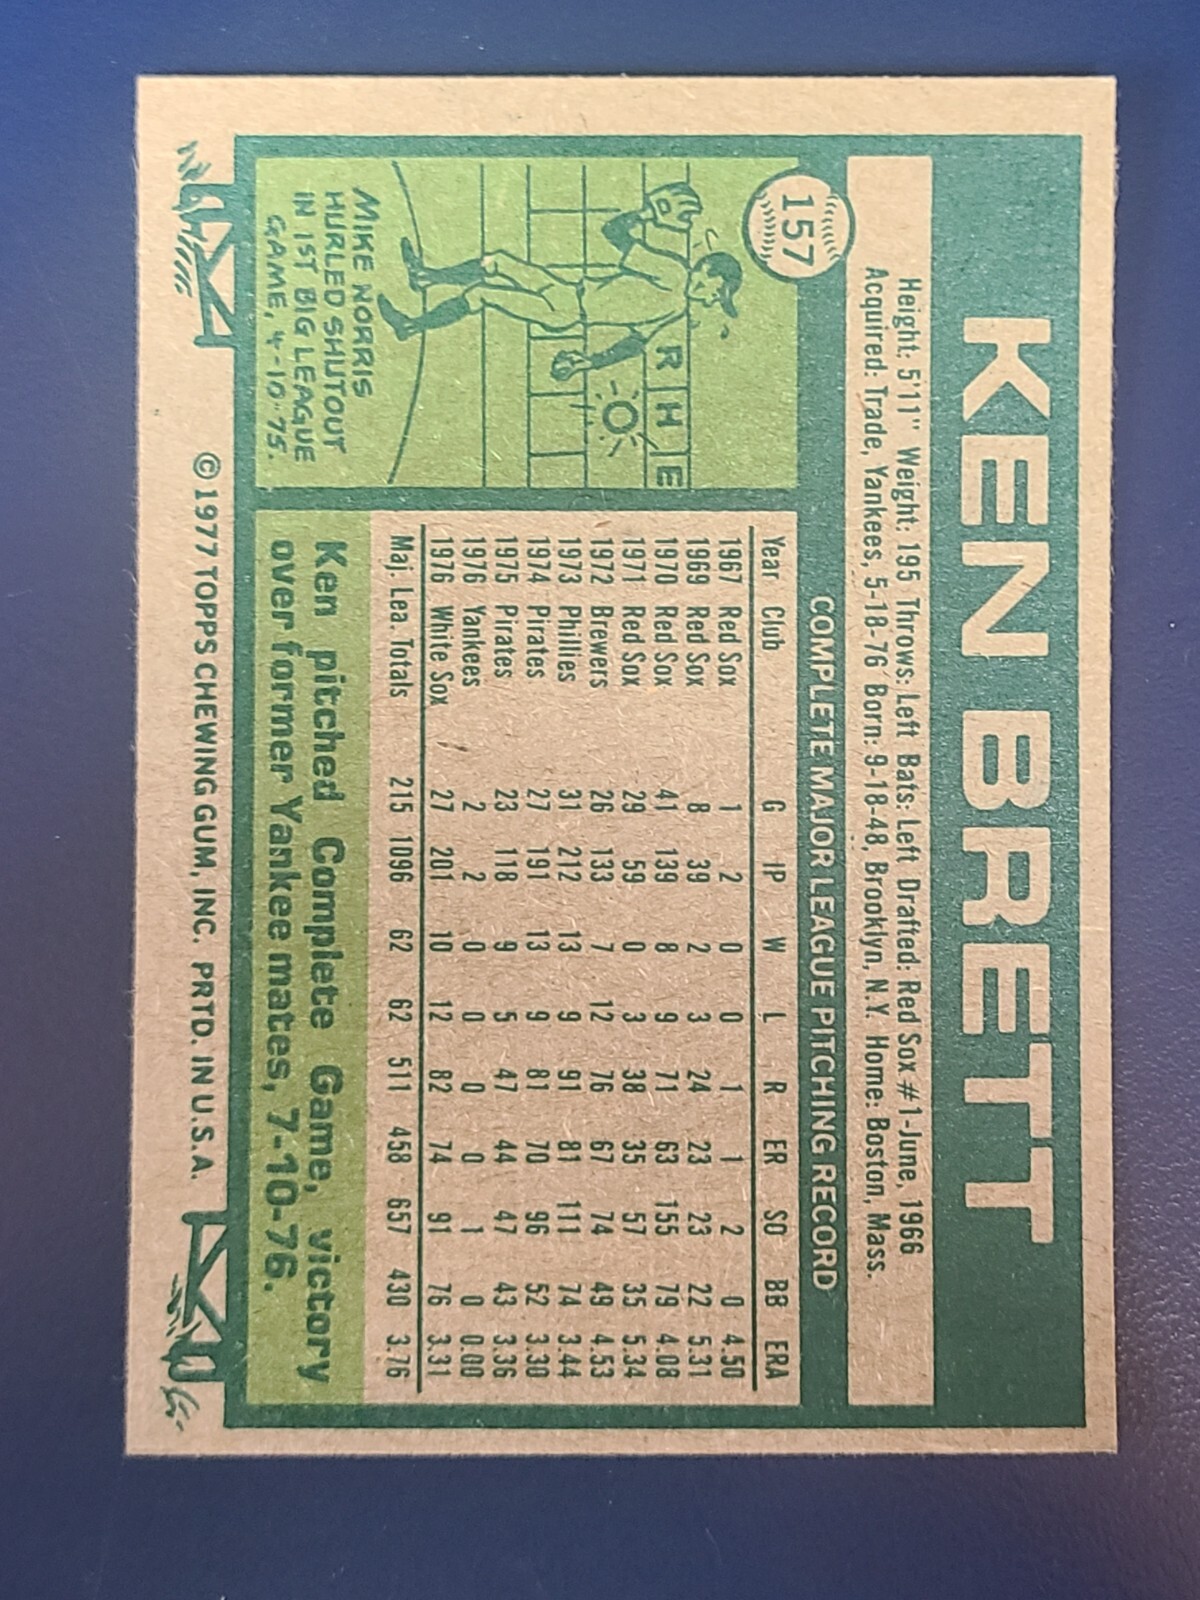 157
KEN BRETT
Height: 5'11" Weight: 195 Throws: Left Bats: Left Drafted: Red Sox #1-June, 1966
Acquired: Trade, Yankees, 5-18-76 Born: 9-18-48, Brooklyn, N.Y. Home: Boston, Mass.
R H E
MIKE NORRIS
HURLED SHUTOUT
IN 1ST BIG LEAGUE
GAME, 4-10-75.
COMPLETE MAJOR LEAGUE PITCHING RECORD
Year Club G IP W L R ER SO BB ERA
1967 Red Sox 1 2 0 0 1 1 2 0 4.50
1969 Red Sox 8 39 2 3 24 23 23 22 5.31
1970 Red Sox 41 139 8 9 71 63 155 79 4.08
1971 Red Sox 29 59 0 3 38 35 57 35 5.34
1972 Brewers 26 133 7 12 76 67 74 49 4.53
1973 Phillies 31 212 13 9 91 81 111 74 3.44
1974 Pirates 27 191 13 9 81 70 96 52 3.30
1975 Pirates 23 118 9 5 47 44 47 43 3.36
1976 Yankees 2 2 0 0 0 0 1 0 0.00
1976 White Sox 27 201 10 12 82 74 91 76 3.31
Maj. Lea. Totals 215 1096 62 62 511 458 657 430 3.76
Ken pitched Complete Game, victory
over former Yankee mates, 7-10-76.
©1977 TOPPS CHEWING GUM, INC. PRTD. IN U.S.A.